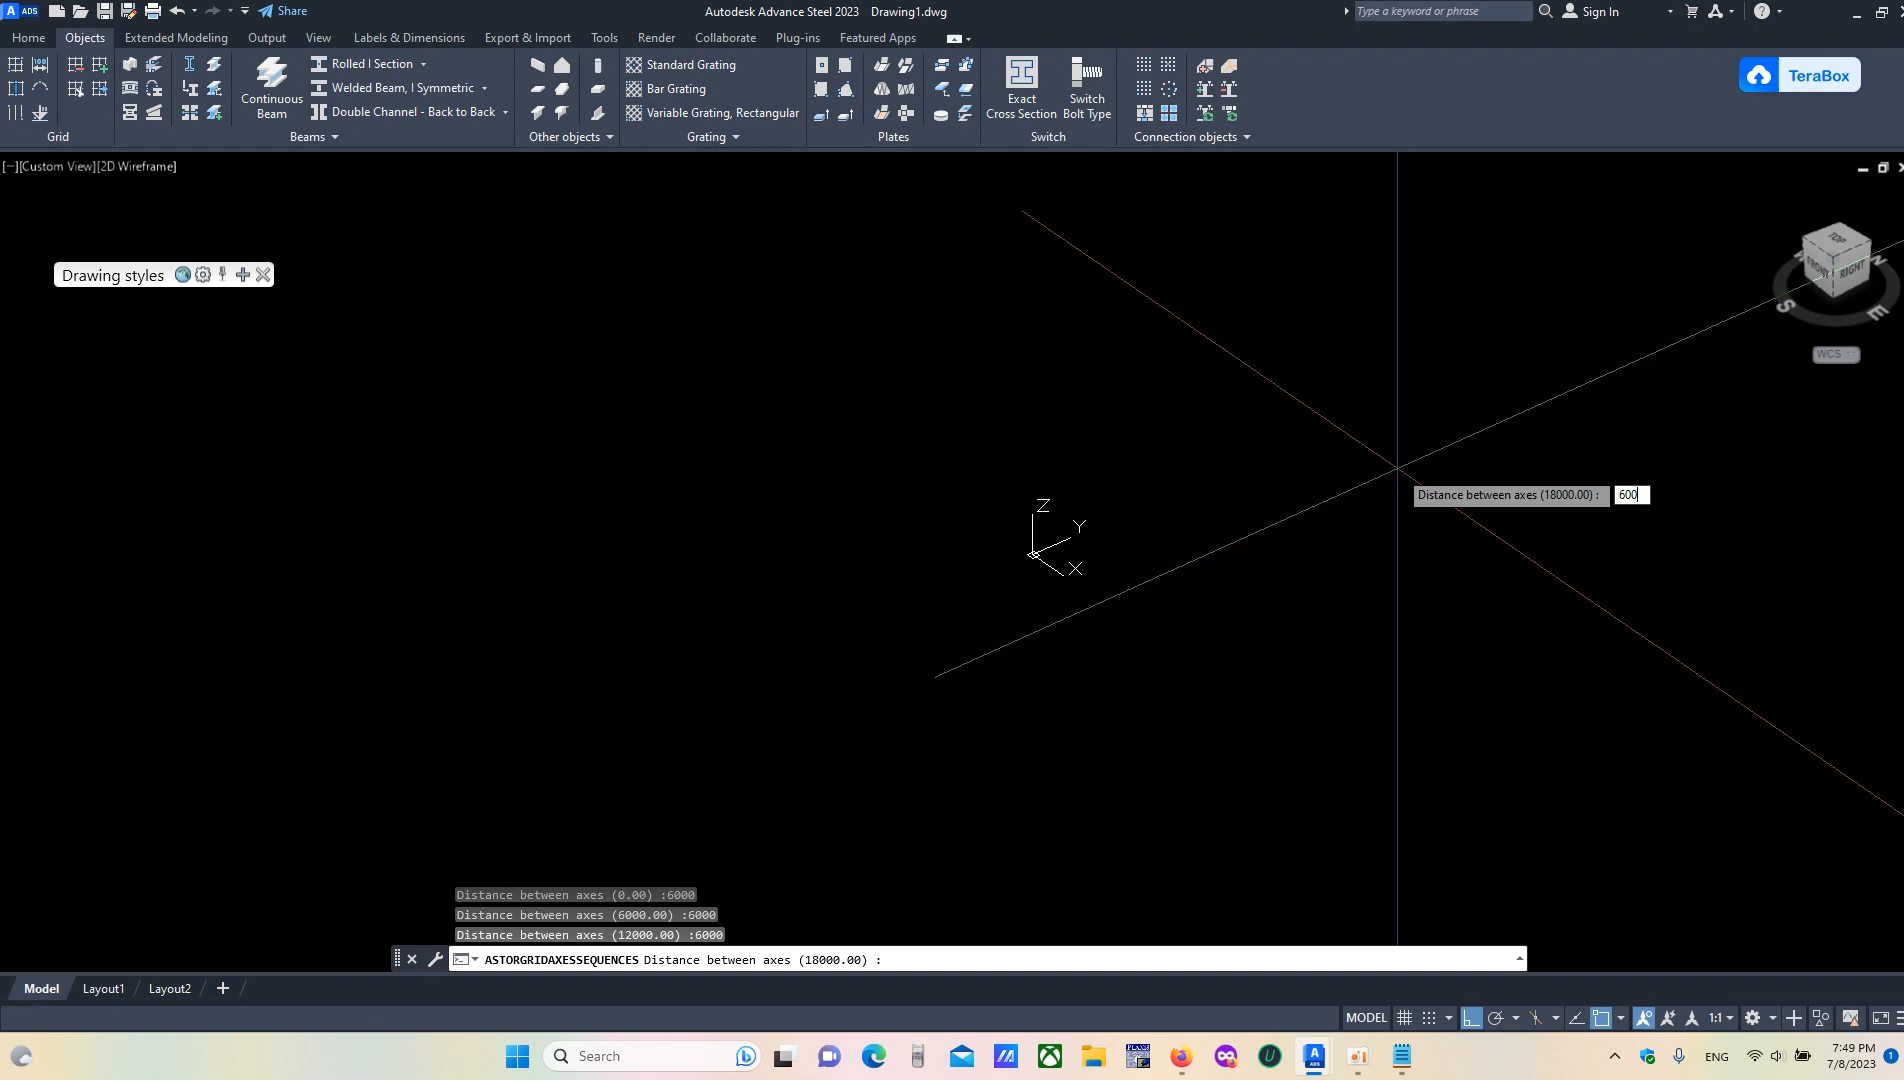 A ADS Share Autodesk Advance Steel 2023 Drawing1.dwg Type a keyword or phrase Sign In ?
Home Objects Extended Modeling Output View Labels & Dimensions Export & Import Tools Render Collaborate Plug-ins Featured Apps
Rolled I Section
Welded Beam, I Symmetric
Double Channel - Back to Back
Continuous
Beam
Standard Grating
Bar Grating
Variable Grating, Rectangular
Exact
Cross Section
Switch
Bolt Type
TeraBox
Grid Beams Other objects Grating Plates Switch Connection objects
[−][Custom View][2D Wireframe]
TOP
FRONT RIGHT
N
S E
WCS
Drawing styles
Distance between axes (18000.00) : 600
Z
Y
X
Distance between axes (0.00) :6000
Distance between axes (6000.00) :6000
Distance between axes (12000.00) :6000
ASTORGRIDAXESSEQUENCES Distance between axes (18000.00) :
Model Layout1 Layout2 +
MODEL 1:1
Search ENG 7:49 PM
7/8/2023 1